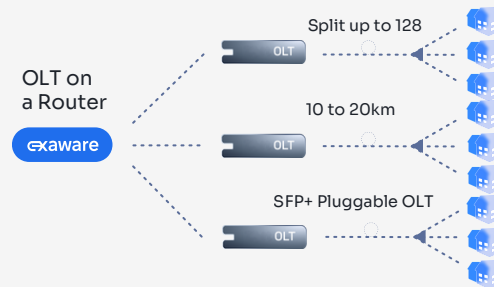 Split up to 128
OLT
OLT on
a Router
10 to 20km
exaware
OLT
SFP+ Pluggable OLT
OLT